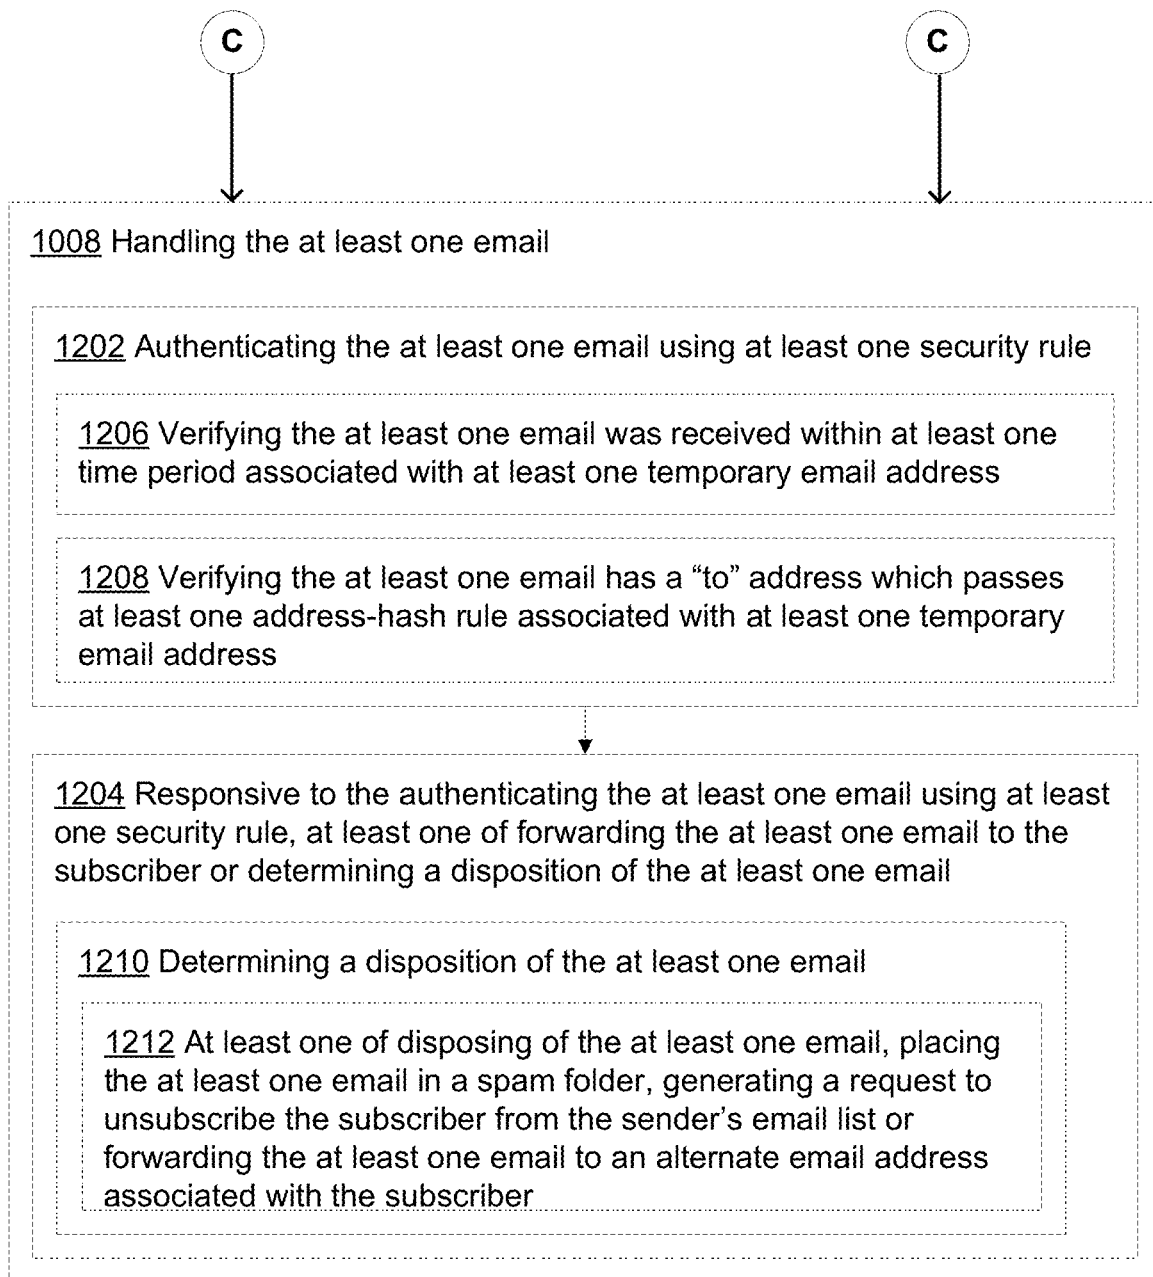 C
C
1008 Handling the at least one email
1202 Authenticating the at least one email using at least one security rule
1206 Verifying the at least one email was received within at least one
time period associated with at least one temporary email address
1208 Verifying the at least one email has a “to” address which passes
at least one address-hash rule associated with at least one temporary
email address
1204 Responsive to the authenticating the at least one email using at least
one security rule, at least one of forwarding the at least one email to the
subscriber or determining a disposition of the at least one email
1210 Determining a disposition of the at least one email
1212 At least one of disposing of the at least one email, placing
the at least one email in a spam folder, generating a request to
unsubscribe the subscriber from the sender’s email list or
forwarding the at least one email to an alternate email address
associated with the subscriber